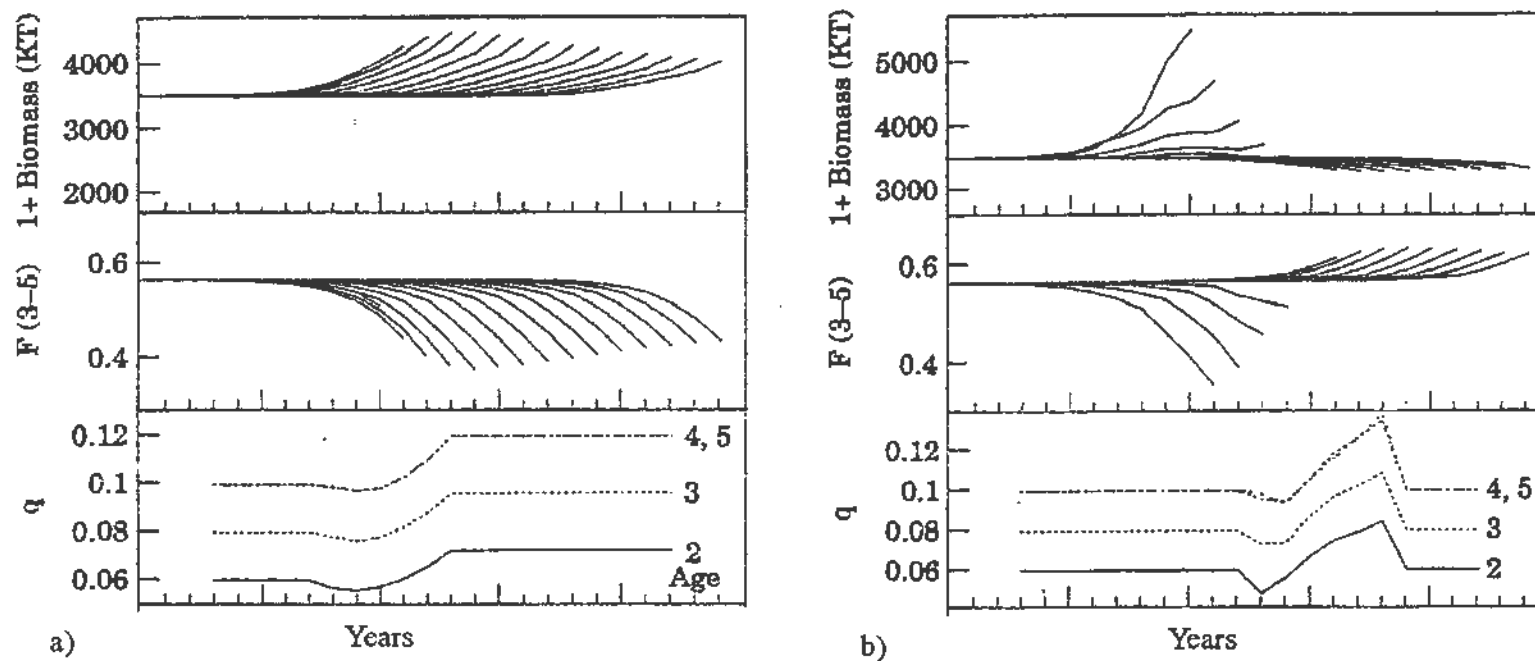 1+ Biomass (KT)
4000
3000
2000
F (3–5)
0.6
0.4
q
0.12
0.1
0.08
0.06
4, 5
3
2
Age
Years
a)
1+ Biomass (KT)
5000
4000
3000
F (3–5)
0.6
0.4
q
0.12
0.1
0.08
0.06
4, 5
3
2
Years
b)